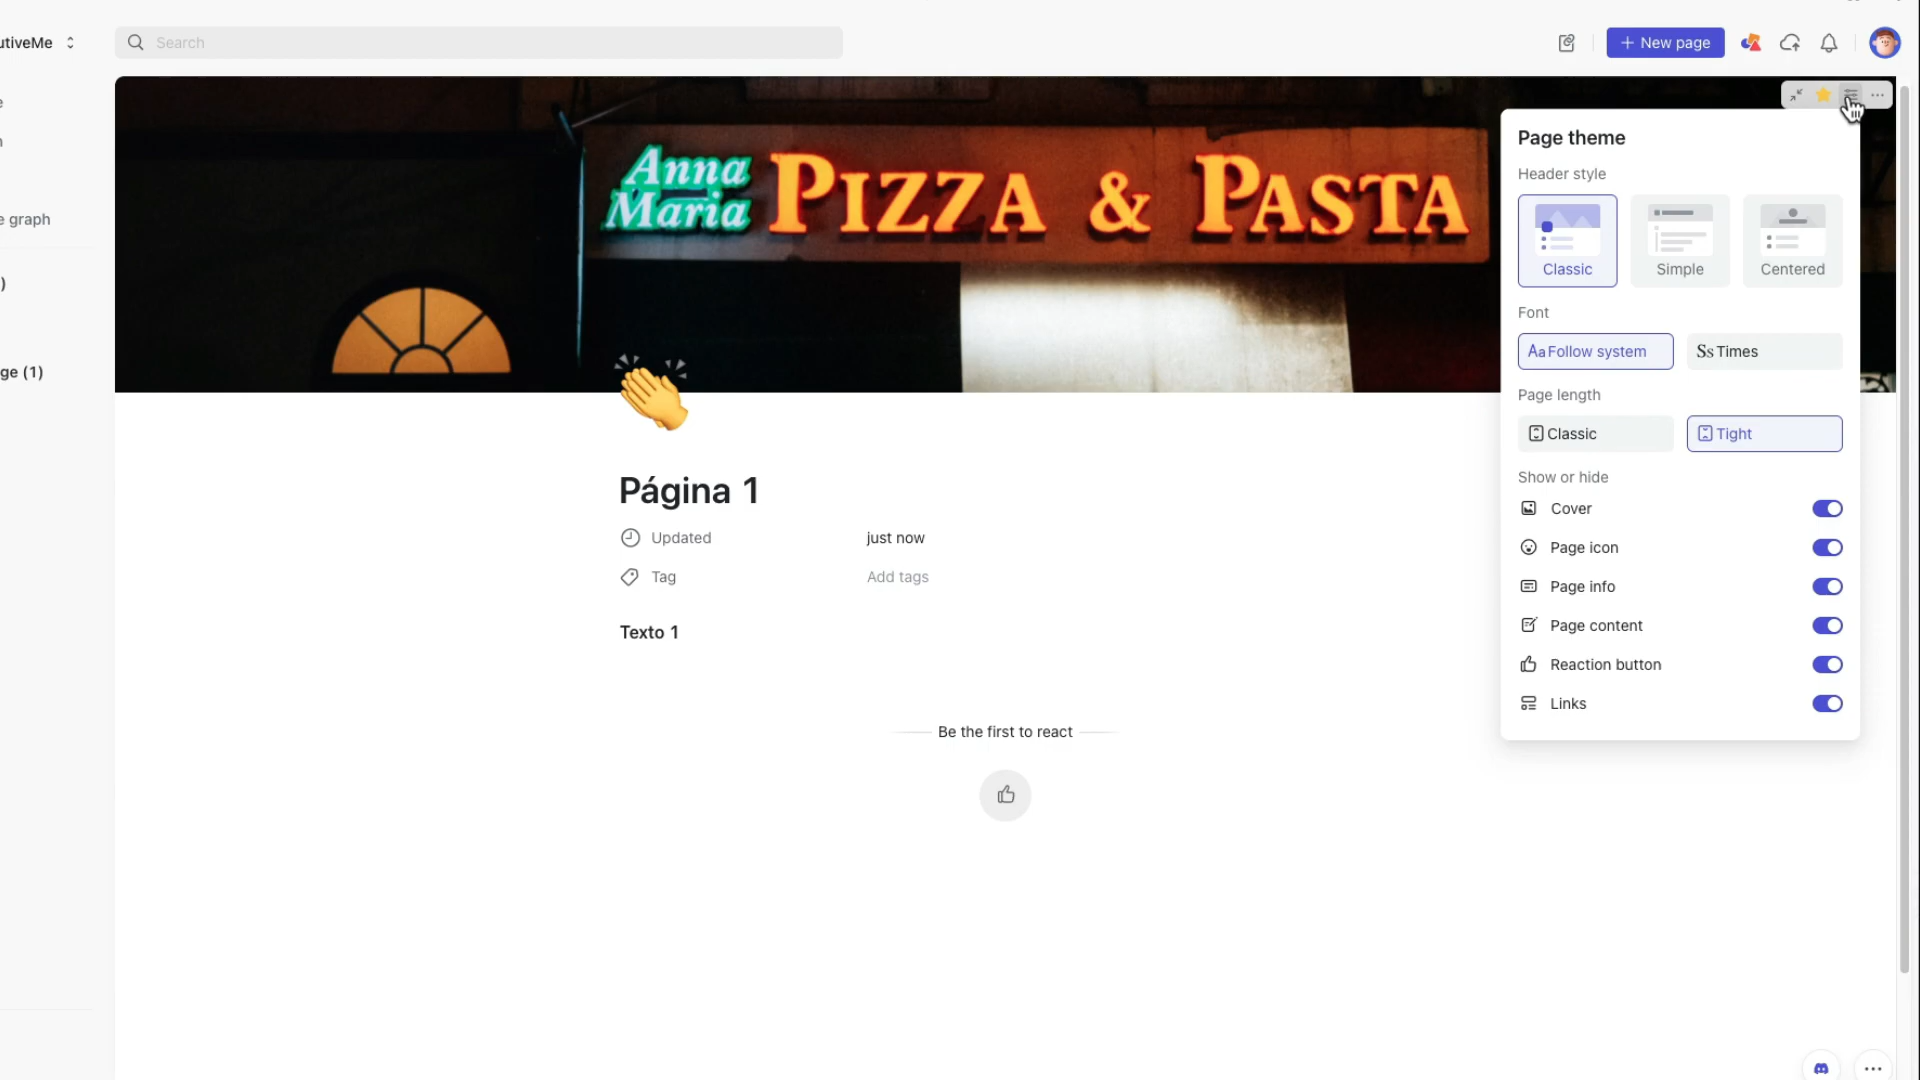 utiveMe
Search
+ New page
e
n
e graph
)
ge (1)
Anna
Maria
PIZZA & PASTA
Página 1
Updated
just now
Tag
Add tags
Texto 1
Be the first to react
Page theme
Header style
Classic
Simple
Centered
Font
Aa Follow system
Ss Times
Page length
Classic
Tight
Show or hide
Cover
Page icon
Page info
Page content
Reaction button
Links